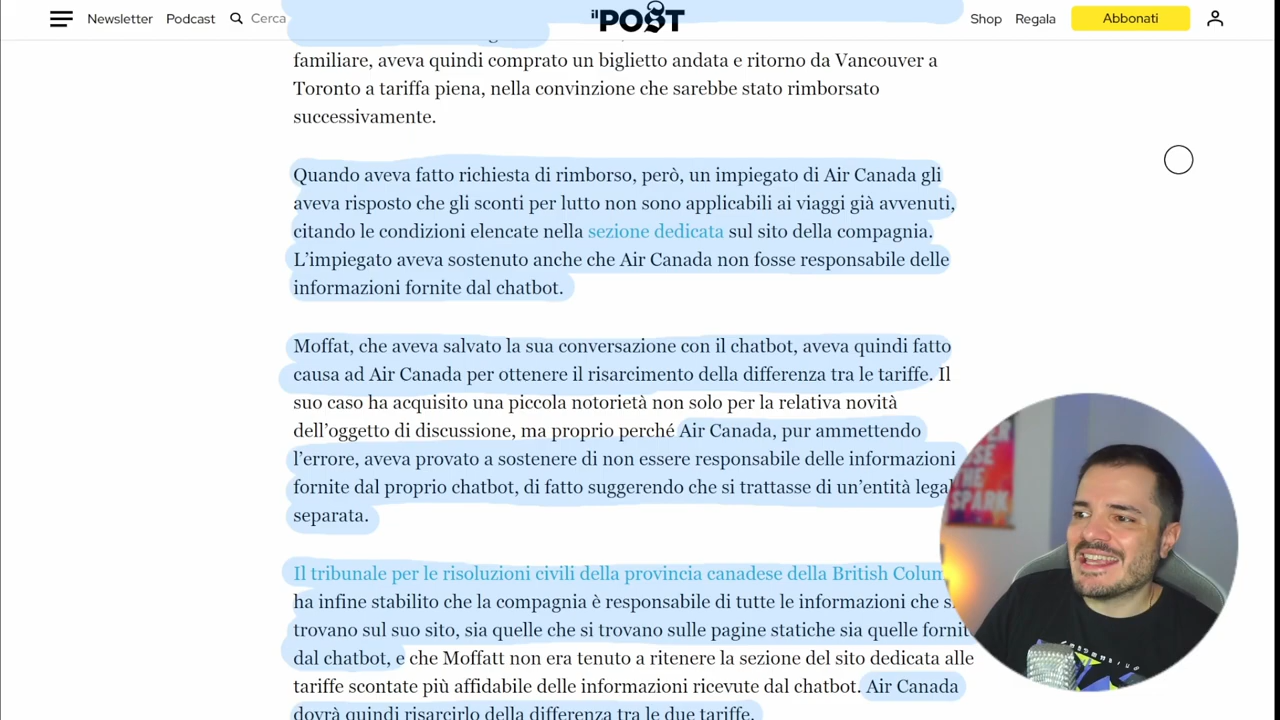 Newsletter Podcast Cerca il POST Shop Regala Abbonati
familiare, aveva quindi comprato un biglietto andata e ritorno da Vancouver a
Toronto a tariffa piena, nella convinzione che sarebbe stato rimborsato
successivamente.
Quando aveva fatto richiesta di rimborso, però, un impiegato di Air Canada gli
aveva risposto che gli sconti per lutto non sono applicabili ai viaggi già avvenuti,
citando le condizioni elencate nella sezione dedicata sul sito della compagnia.
L'impiegato aveva sostenuto anche che Air Canada non fosse responsabile delle
informazioni fornite dal chatbot.
Moffat, che aveva salvato la sua conversazione con il chatbot, aveva quindi fatto
causa ad Air Canada per ottenere il risarcimento della differenza tra le tariffe. Il
suo caso ha acquisito una piccola notorietà non solo per la relativa novità
dell'oggetto di discussione, ma proprio perché Air Canada, pur ammettendo
l'errore, aveva provato a sostenere di non essere responsabile delle informazioni
fornite dal proprio chatbot, di fatto suggerendo che si trattasse di un'entità legal
separata.
Il tribunale per le risoluzioni civili della provincia canadese della British Colum
ha infine stabilito che la compagnia è responsabile di tutte le informazioni che si
trovano sul suo sito, sia quelle che si trovano sulle pagine statiche sia quelle fornit
dal chatbot, e che Moffatt non era tenuto a ritenere la sezione del sito dedicata alle
tariffe scontate più affidabile delle informazioni ricevute dal chatbot. Air Canada
dovrà quindi risarcirlo della differenza tra le due tariffe.
SE THE
SPARK